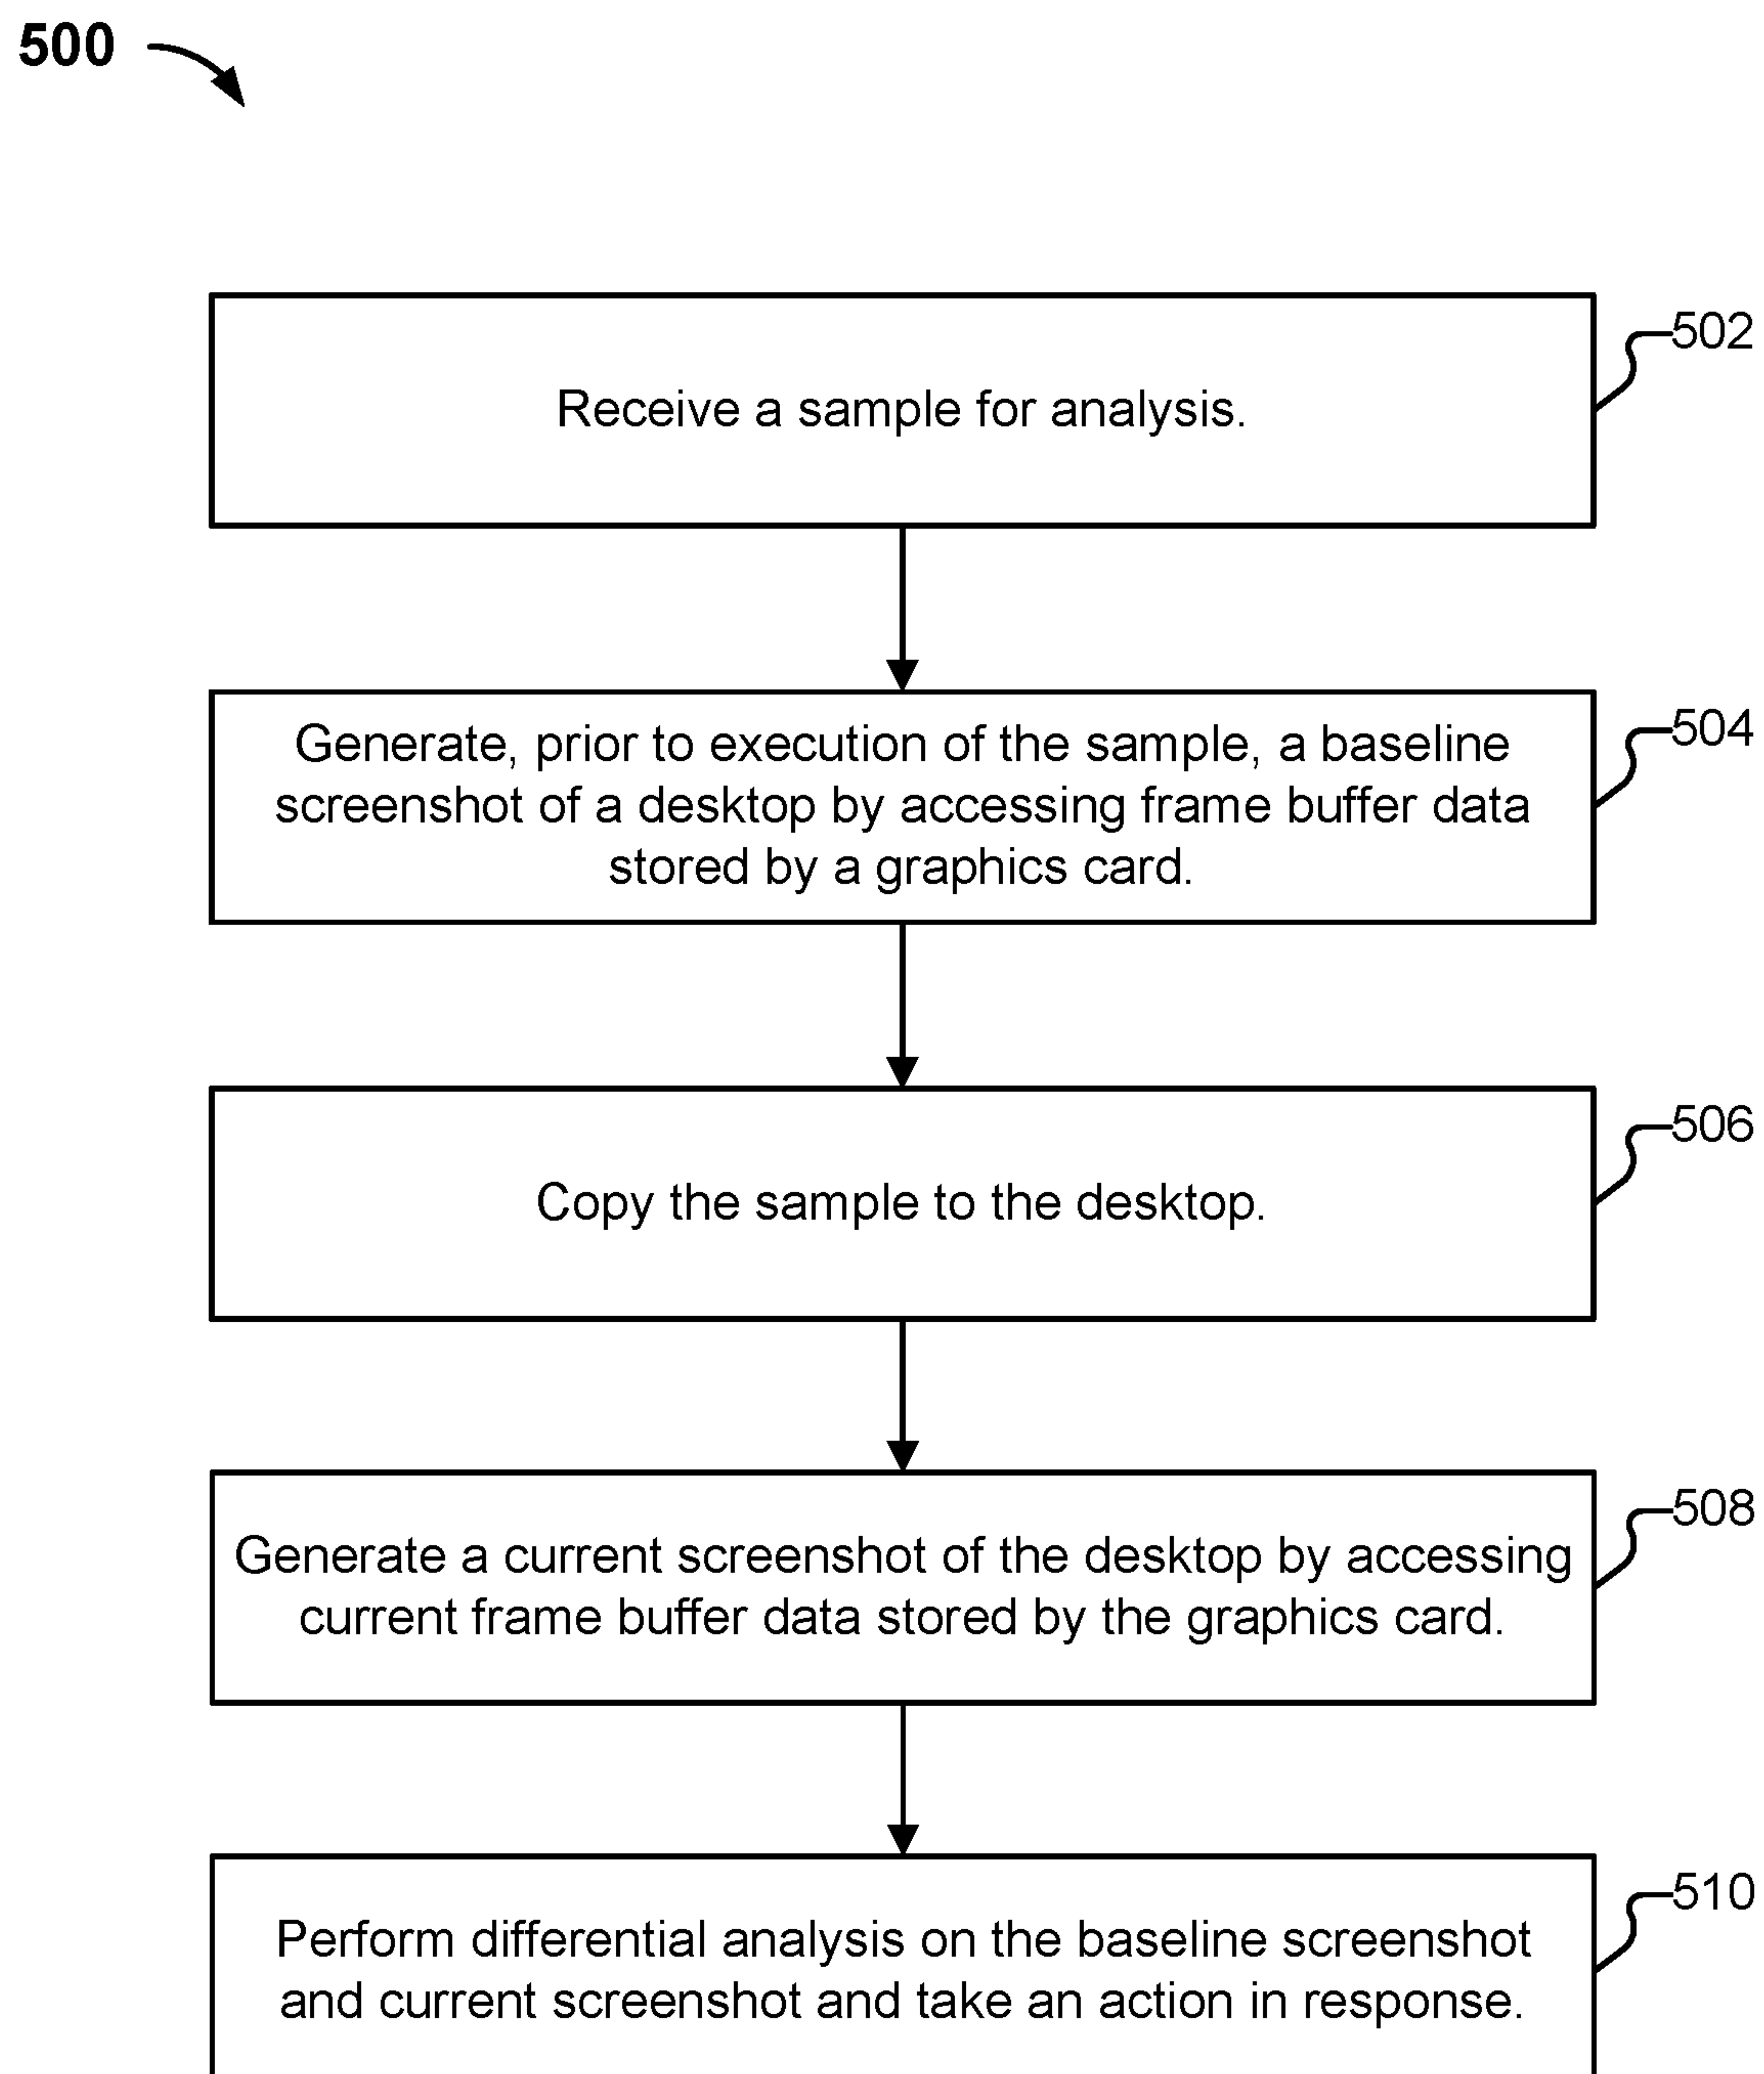 500
Receive a sample for analysis.
502
Generate, prior to execution of the sample, a baseline
screenshot of a desktop by accessing frame buffer data
stored by a graphics card.
504
Copy the sample to the desktop.
506
Generate a current screenshot of the desktop by accessing
current frame buffer data stored by the graphics card.
508
Perform differential analysis on the baseline screenshot
and current screenshot and take an action in response.
510